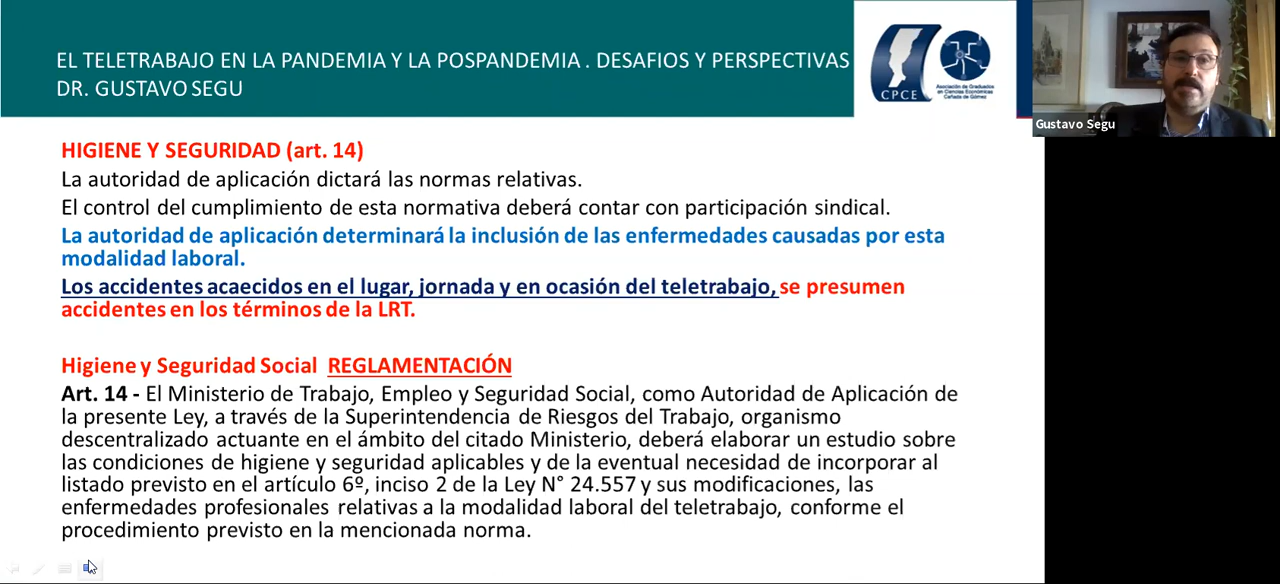 EL TELETRABAJO EN LA PANDEMIA Y LA POSPANDEMIA . DESAFIOS Y PERSPECTIVAS
DR. GUSTAVO SEGU
CPCE
Asociación de Graduados
en Ciencias Económicas
Cañada de Gómez
Gustavo Segu
HIGIENE Y SEGURIDAD (art. 14)
La autoridad de aplicación dictará las normas relativas.
El control del cumplimiento de esta normativa deberá contar con participación sindical.
La autoridad de aplicación determinará la inclusión de las enfermedades causadas por esta
modalidad laboral.
Los accidentes acaecidos en el lugar, jornada y en ocasión del teletrabajo, se presumen
accidentes en los términos de la LRT.
Higiene y Seguridad Social REGLAMENTACIÓN
Art. 14 - El Ministerio de Trabajo, Empleo y Seguridad Social, como Autoridad de Aplicación de
la presente Ley, a través de la Superintendencia de Riesgos del Trabajo, organismo
descentralizado actuante en el ámbito del citado Ministerio, deberá elaborar un estudio sobre
las condiciones de higiene y seguridad aplicables y de la eventual necesidad de incorporar al
listado previsto en el artículo 6º, inciso 2 de la Ley N° 24.557 y sus modificaciones, las
enfermedades profesionales relativas a la modalidad laboral del teletrabajo, conforme el
procedimiento previsto en la mencionada norma.